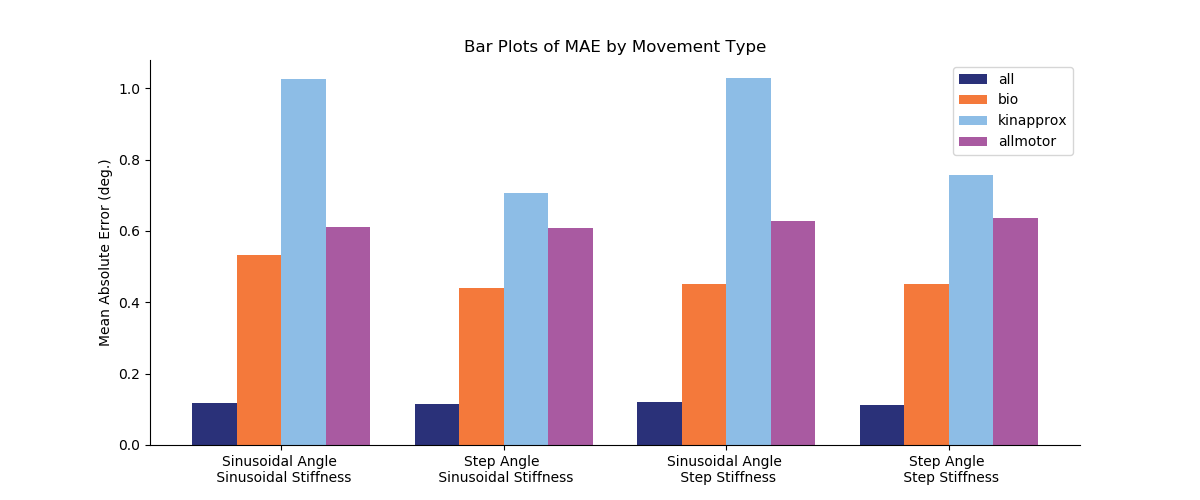 Bar Plots of MAE by Movement Type
all
bio
kinapprox
allmotor
Mean Absolute Error (deg.)
1.0
0.8
0.6
0.4
0.2
0.0
Sinusoidal Angle
Sinusoidal Stiffness
Step Angle
Sinusoidal Stiffness
Sinusoidal Angle
Step Stiffness
Step Angle
Step Stiffness